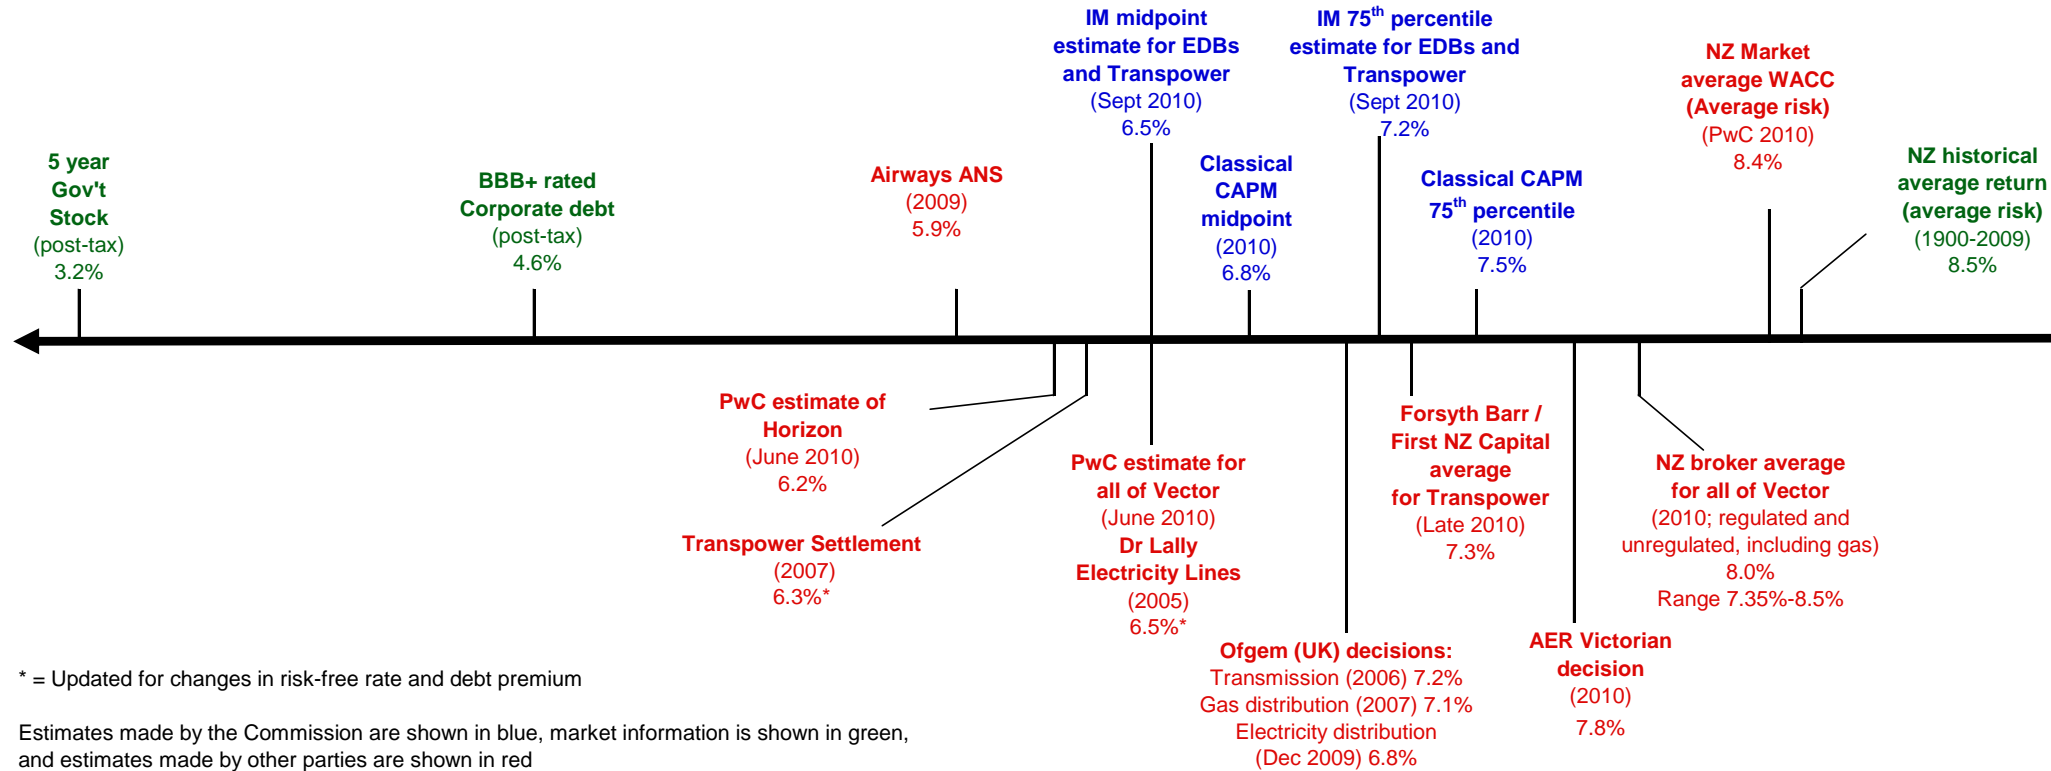 5 year
Gov't
Stock
(post-tax)
3.2%
BBB+ rated
Corporate debt
(post-tax)
4.6%
Airways ANS
(2009)
5.9%
IM midpoint
estimate for EDBs
and Transpower
(Sept 2010)
6.5%
Classical
CAPM
midpoint
(2010)
6.8%
IM 75th percentile
estimate for EDBs and
Transpower
(Sept 2010)
7.2%
Classical CAPM
75th percentile
(2010)
7.5%
NZ Market
average WACC
(Average risk)
(PwC 2010)
8.4%
NZ historical
average return
(average risk)
(1900-2009)
8.5%
PwC estimate of
Horizon
(June 2010)
6.2%
Transpower Settlement
(2007)
6.3%*
PwC estimate for
all of Vector
(June 2010)
Dr Lally
Electricity Lines
(2005)
6.5%*
Ofgem (UK) decisions:
Transmission (2006) 7.2%
Gas distribution (2007) 7.1%
Electricity distribution
(Dec 2009) 6.8%
Forsyth Barr /
First NZ Capital
average
for Transpower
(Late 2010)
7.3%
AER Victorian
decision
(2010)
7.8%
NZ broker average
for all of Vector
(2010; regulated and
unregulated, including gas)
8.0%
Range 7.35%-8.5%
* = Updated for changes in risk-free rate and debt premium
Estimates made by the Commission are shown in blue, market information is shown in green,
and estimates made by other parties are shown in red